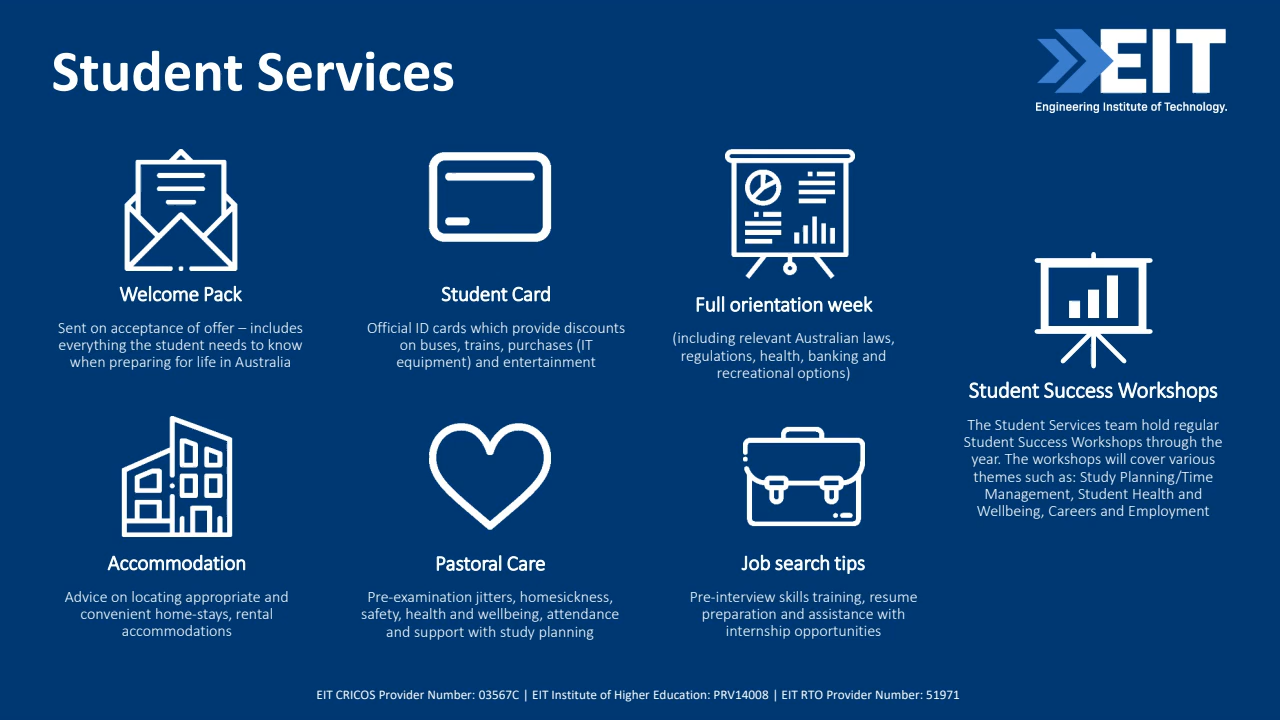 Student Services
EIT
Engineering Institute of Technology.
Welcome Pack
Sent on acceptance of offer – includes
everything the student needs to know
when preparing for life in Australia
Student Card
Official ID cards which provide discounts
on buses, trains, purchases (IT
equipment) and entertainment
Full orientation week
(including relevant Australian laws,
regulations, health, banking and
recreational options)
Student Success Workshops
The Student Services team hold regular
Student Success Workshops through the
year. The workshops will cover various
themes such as: Study Planning/Time
Management, Student Health and
Wellbeing, Careers and Employment
Accommodation
Advice on locating appropriate and
convenient home-stays, rental
accommodations
Pastoral Care
Pre-examination jitters, homesickness,
safety, health and wellbeing, attendance
and support with study planning
Job search tips
Pre-interview skills training, resume
preparation and assistance with
internship opportunities
EIT CRICOS Provider Number: 03567C | EIT Institute of Higher Education: PRV14008 | EIT RTO Provider Number: 51971